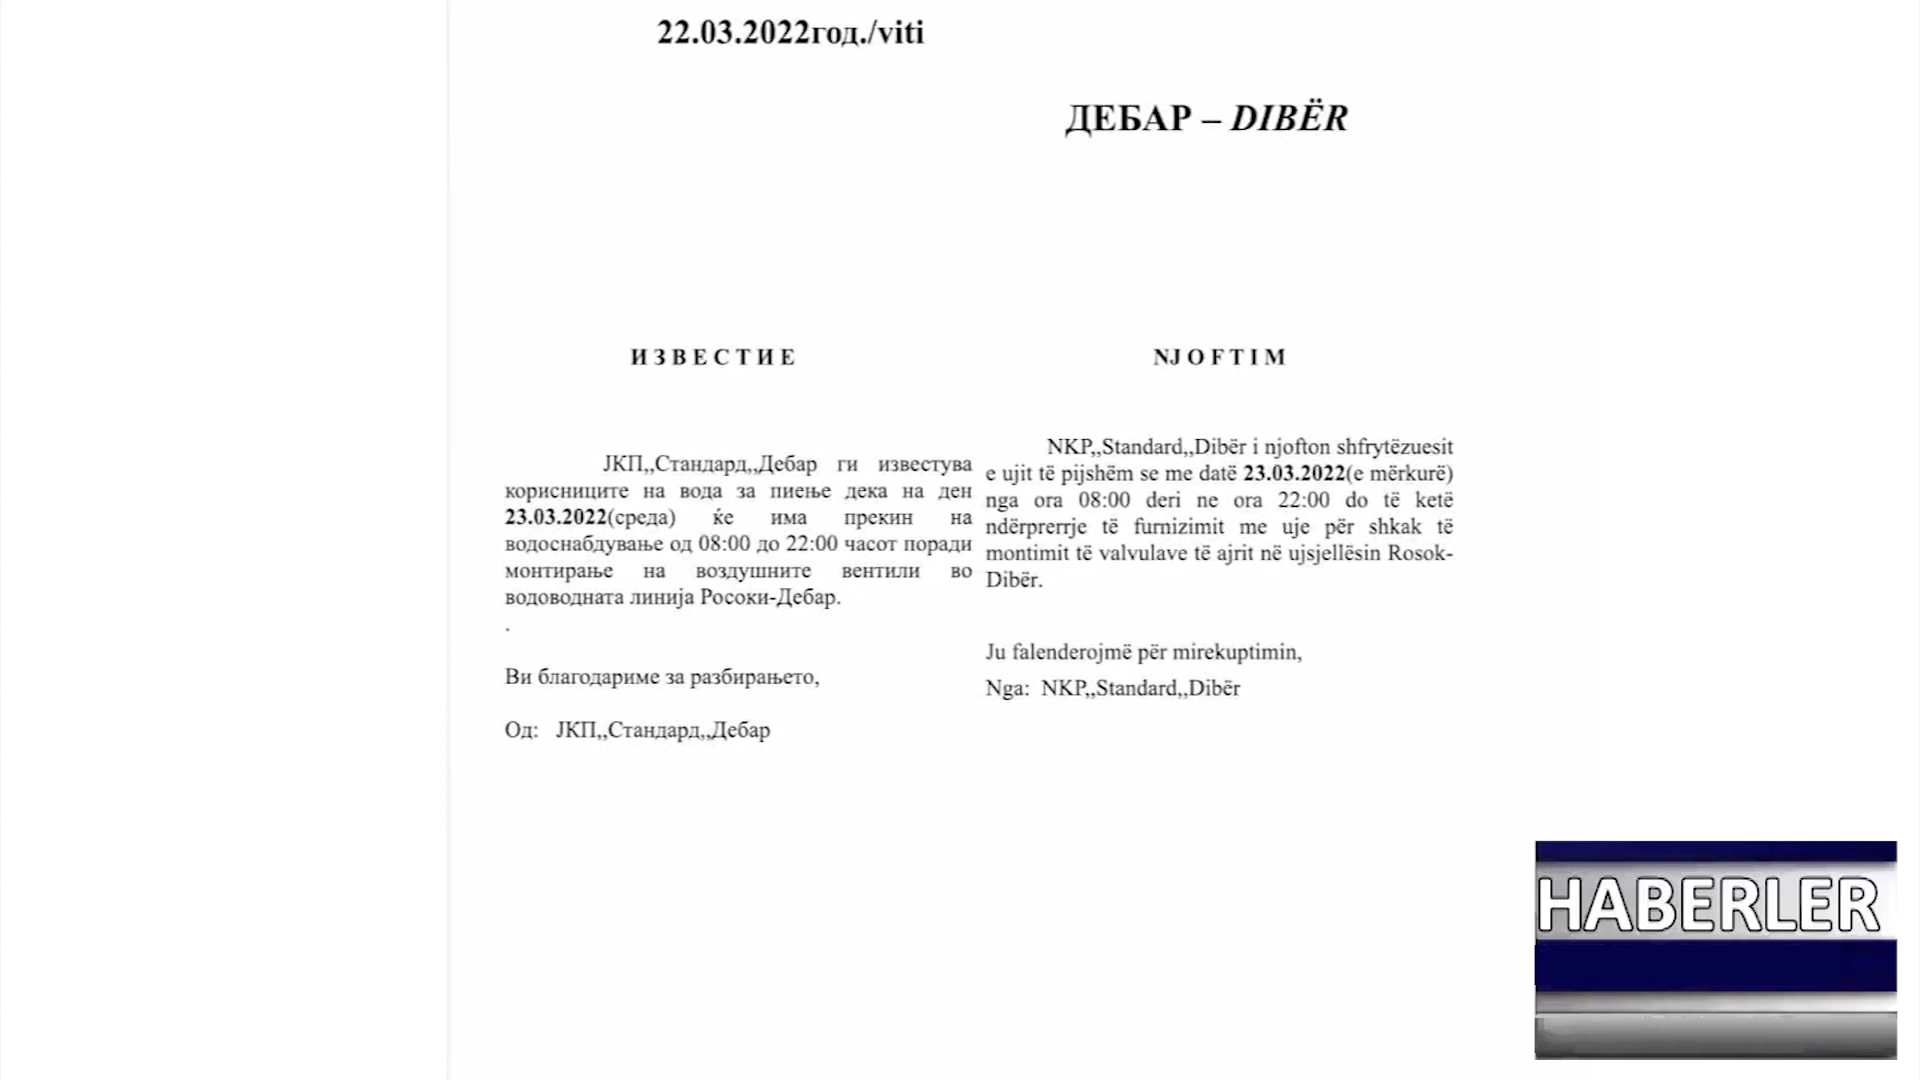 22.03.2022год./viti
ДЕБАР – DIBËR
И З В Е С Т И Е
ЈКП,,Стандард,,Дебар ги известува
корисниците на вода за пиење дека на ден
23.03.2022(среда) ќе има прекин на
водоснабдување од 08:00 до 22:00 часот поради
монтирање на воздушните вентили во
водоводната линија Росоки-Дебар.
.
Ви благодариме за разбирањето,
Од: ЈКП,,Стандард,,Дебар
NJ O F T I M
NKP,,Standard,,Dibër i njofton shfrytëzuesit
e ujit të pijshëm se me datë 23.03.2022(e mërkurë)
nga ora 08:00 deri ne ora 22:00 do të ketë
ndërprerrje të furnizimit me uje për shkak të
montimit të valvulave të ajrit në ujsjellësin Rosok-
Dibër.
Ju falenderojmë për mirekuptimin,
Nga: NKP,,Standard,,Dibër
HABERLER